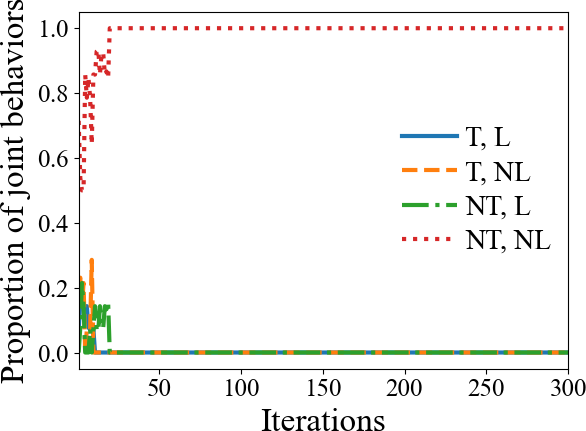 Proportion of joint behaviors
1.0
0.8
0.6
0.4
0.2
0.0
T, L
T, NL
NT, L
NT, NL
50
100
150
200
250
300
Iterations